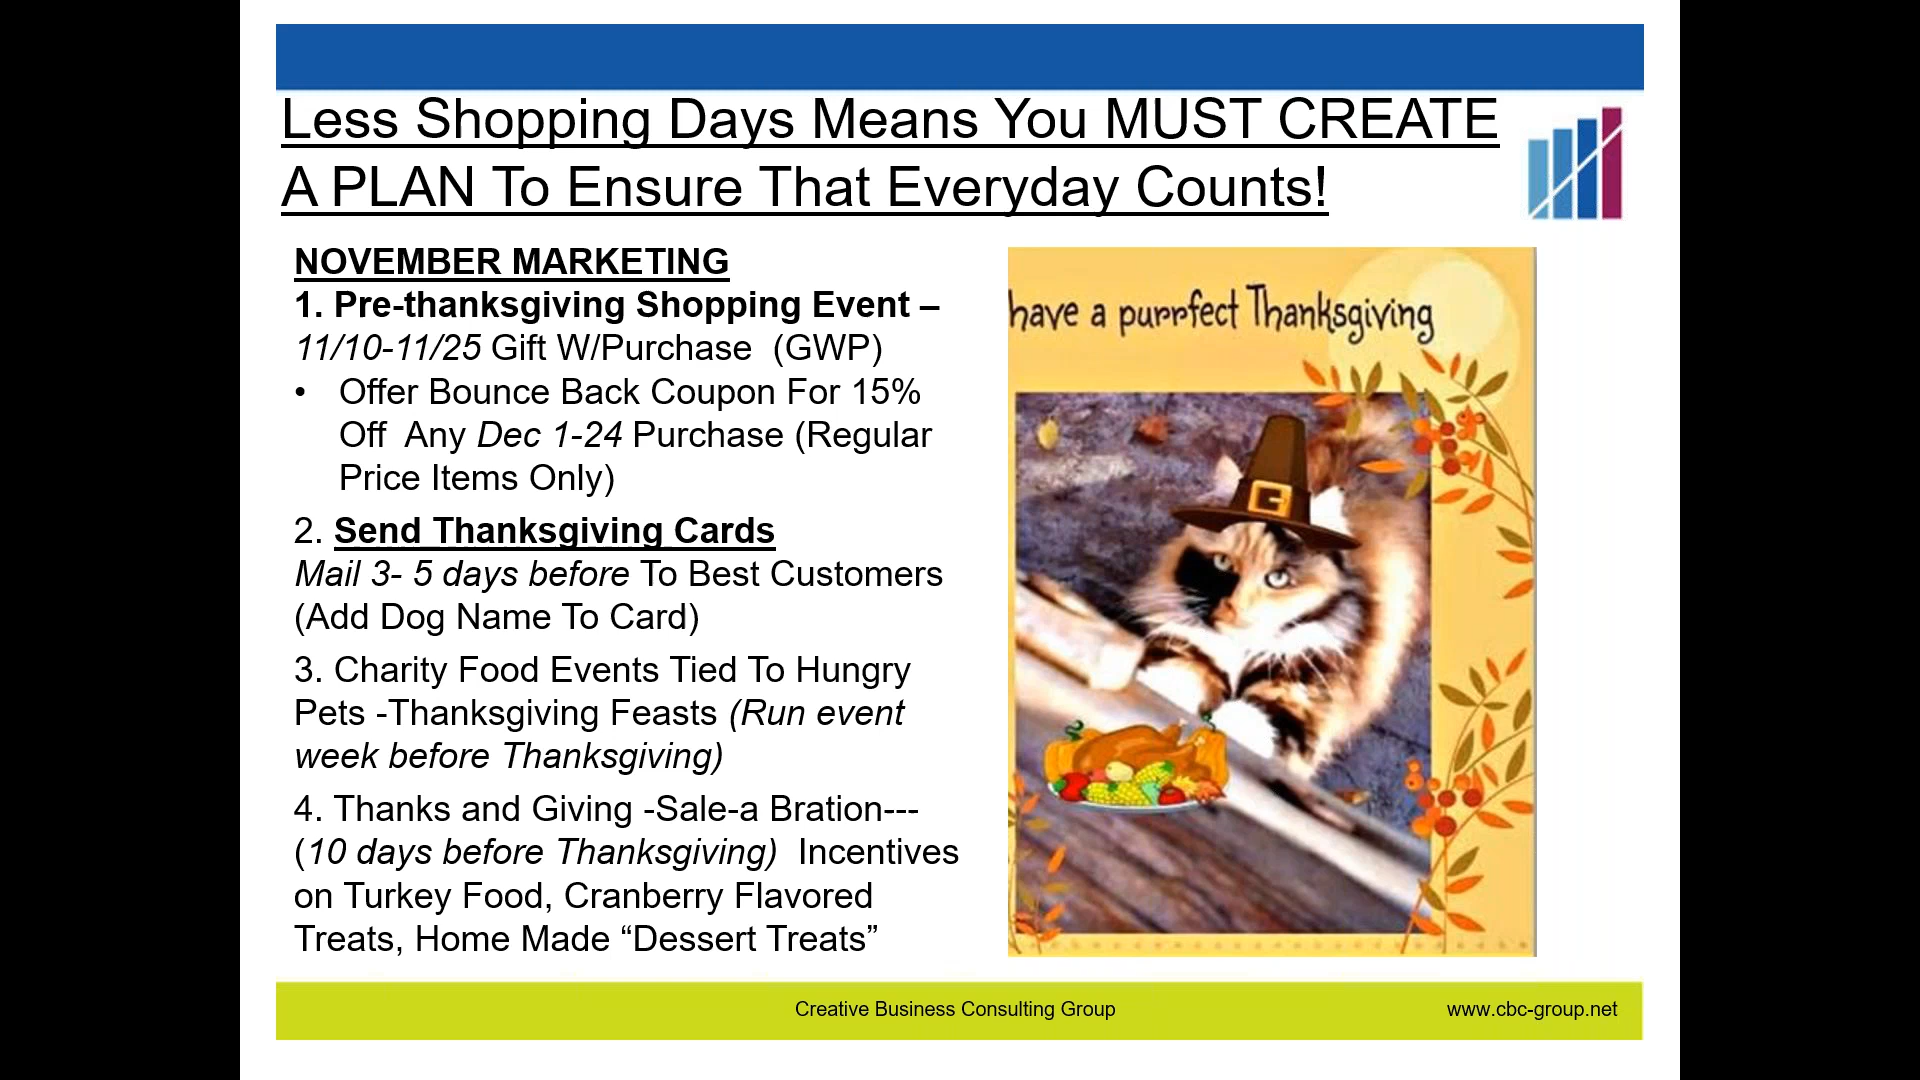 Less Shopping Days Means You MUST CREATE
A PLAN To Ensure That Everyday Counts!
NOVEMBER MARKETING
1. Pre-thanksgiving Shopping Event –
11/10-11/25 Gift W/Purchase (GWP)
• Offer Bounce Back Coupon For 15%
Off Any Dec 1-24 Purchase (Regular
Price Items Only)
2. Send Thanksgiving Cards
Mail 3- 5 days before To Best Customers
(Add Dog Name To Card)
3. Charity Food Events Tied To Hungry
Pets -Thanksgiving Feasts (Run event
week before Thanksgiving)
4. Thanks and Giving -Sale-a Bration---
(10 days before Thanksgiving) Incentives
on Turkey Food, Cranberry Flavored
Treats, Home Made “Dessert Treats”
have a purrfect Thanksgiving
Creative Business Consulting Group
www.cbc-group.net